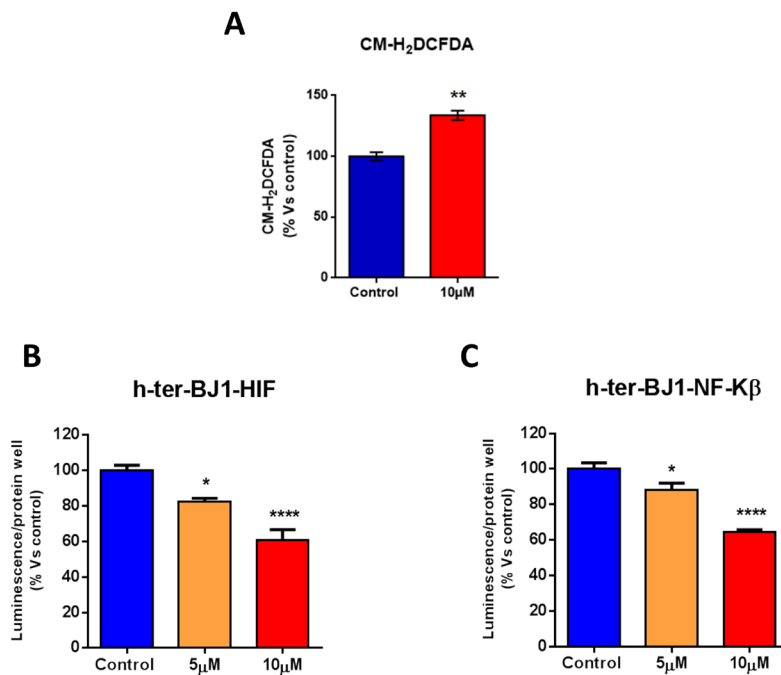 A
CM-H₂DCFDA
CM-H₂DCFDA
(% Vs control)
150
100
50
0
**
Control
10µM
B
h-ter-BJ1-HIF
Luminescence/protein well
(% Vs control)
120
100
80
60
40
20
0
*
****
Control
5µM
10µM
C
h-ter-BJ1-NF-Kβ
Luminescence/protein well
(% Vs control)
120
100
80
60
40
20
0
*
****
Control
5µM
10µM